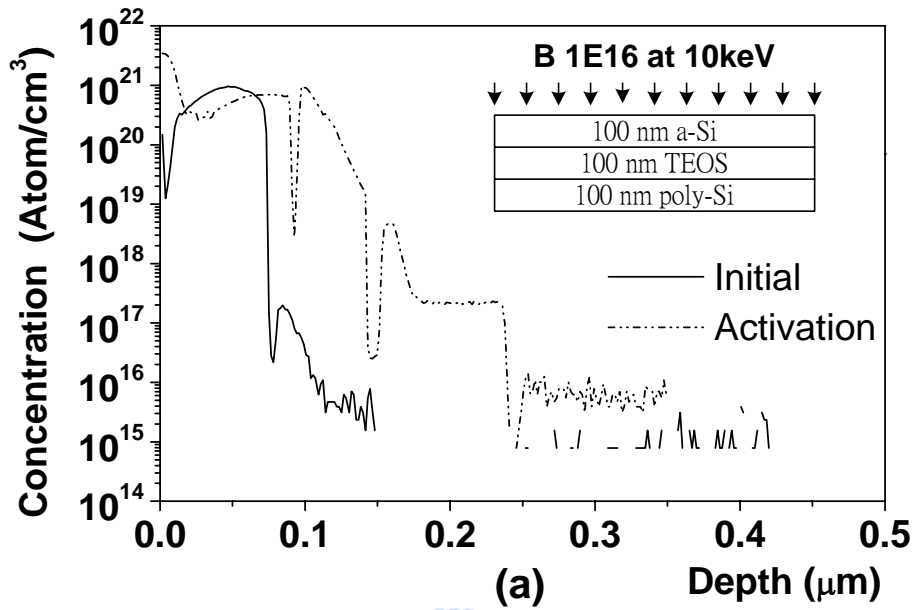 10^22
10^21
10^20
10^19
10^18
10^17
10^16
10^15
10^14
Concentration (Atom/cm^3)
B 1E16 at 10keV
100 nm a-Si
100 nm TEOS
100 nm poly-Si
Initial
Activation
0.0 0.1 0.2 0.3 0.4 0.5
(a) Depth (μm)